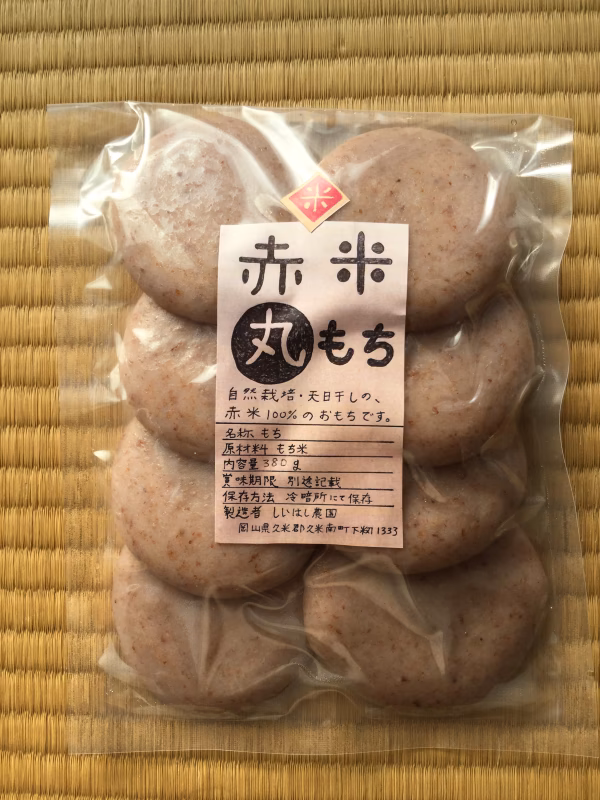 米
赤米
丸もち
自然栽培・天日干しの、
赤米100%のおもちです。
名称 もち
原材料 もち米
内容量 380g
賞味期限 別途記載
保存方法 冷暗所にて保存
製造者 しいはし農園
岡山県久米郡久米南町下籾1333